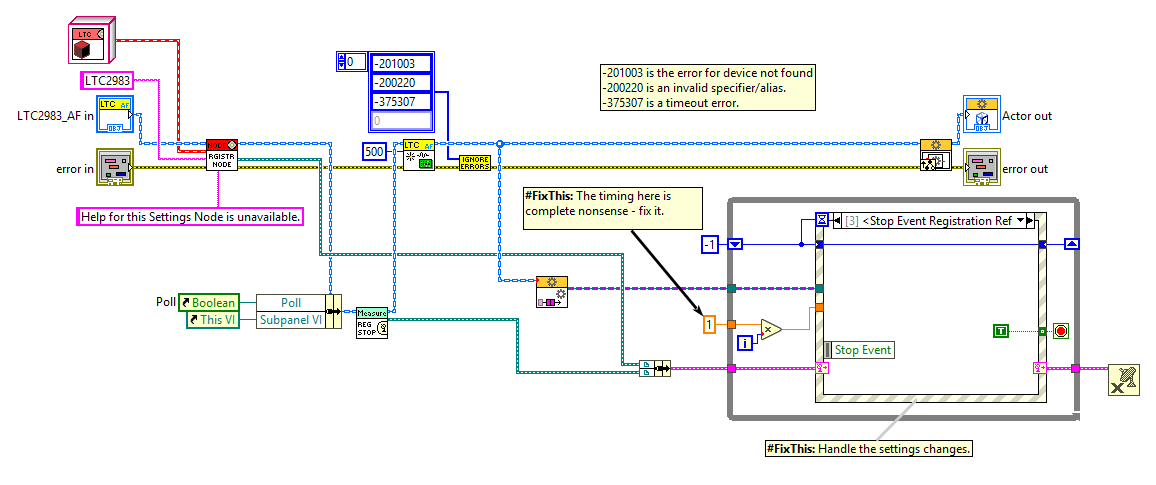 LTC
LTC2983
LTC2983_AF in
LTC AF
OBJ
error in
NODE
RGISTR
NODE
Help for this Settings Node is unavailable.
0
-201003
-200220
-375307
0
500
LTC AF
IGNORE
ERRORS
-201003 is the error for device not found
-200220 is an invalid specifier/alias.
-375307 is a timeout error.
OBJ
Actor out
error out
#FixThis: The timing here is
complete nonsense - fix it.
-1
[3] <Stop Event Registration Ref
Poll
Boolean
Poll
This VI
Subpanel VI
Measure
REG
STOP
1
i
x
T
Stop Event
#FixThis: Handle the settings changes.